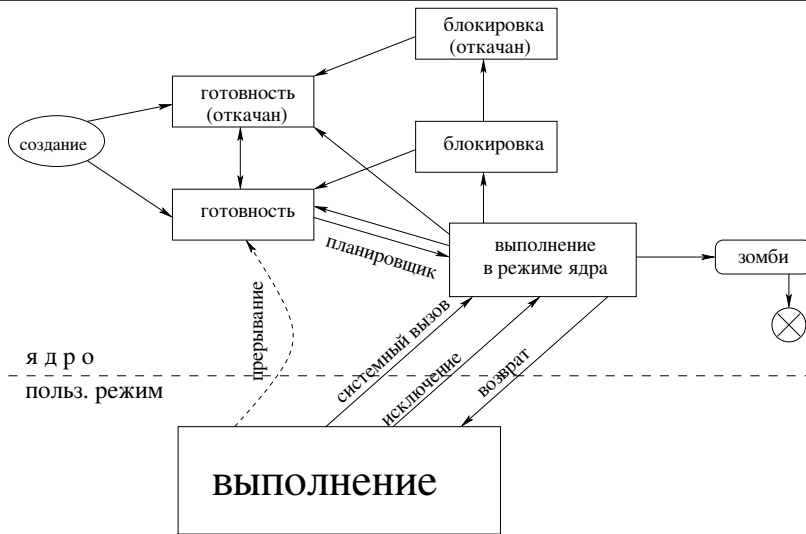 блокировка
(откачан)
готовность
(откачан)
создание
блокировка
готовность
планировщик
выполнение
в режиме ядра
зомби
прерывание
системный вызов
исключение
возврат
я д р о
польз. режим
выполнение